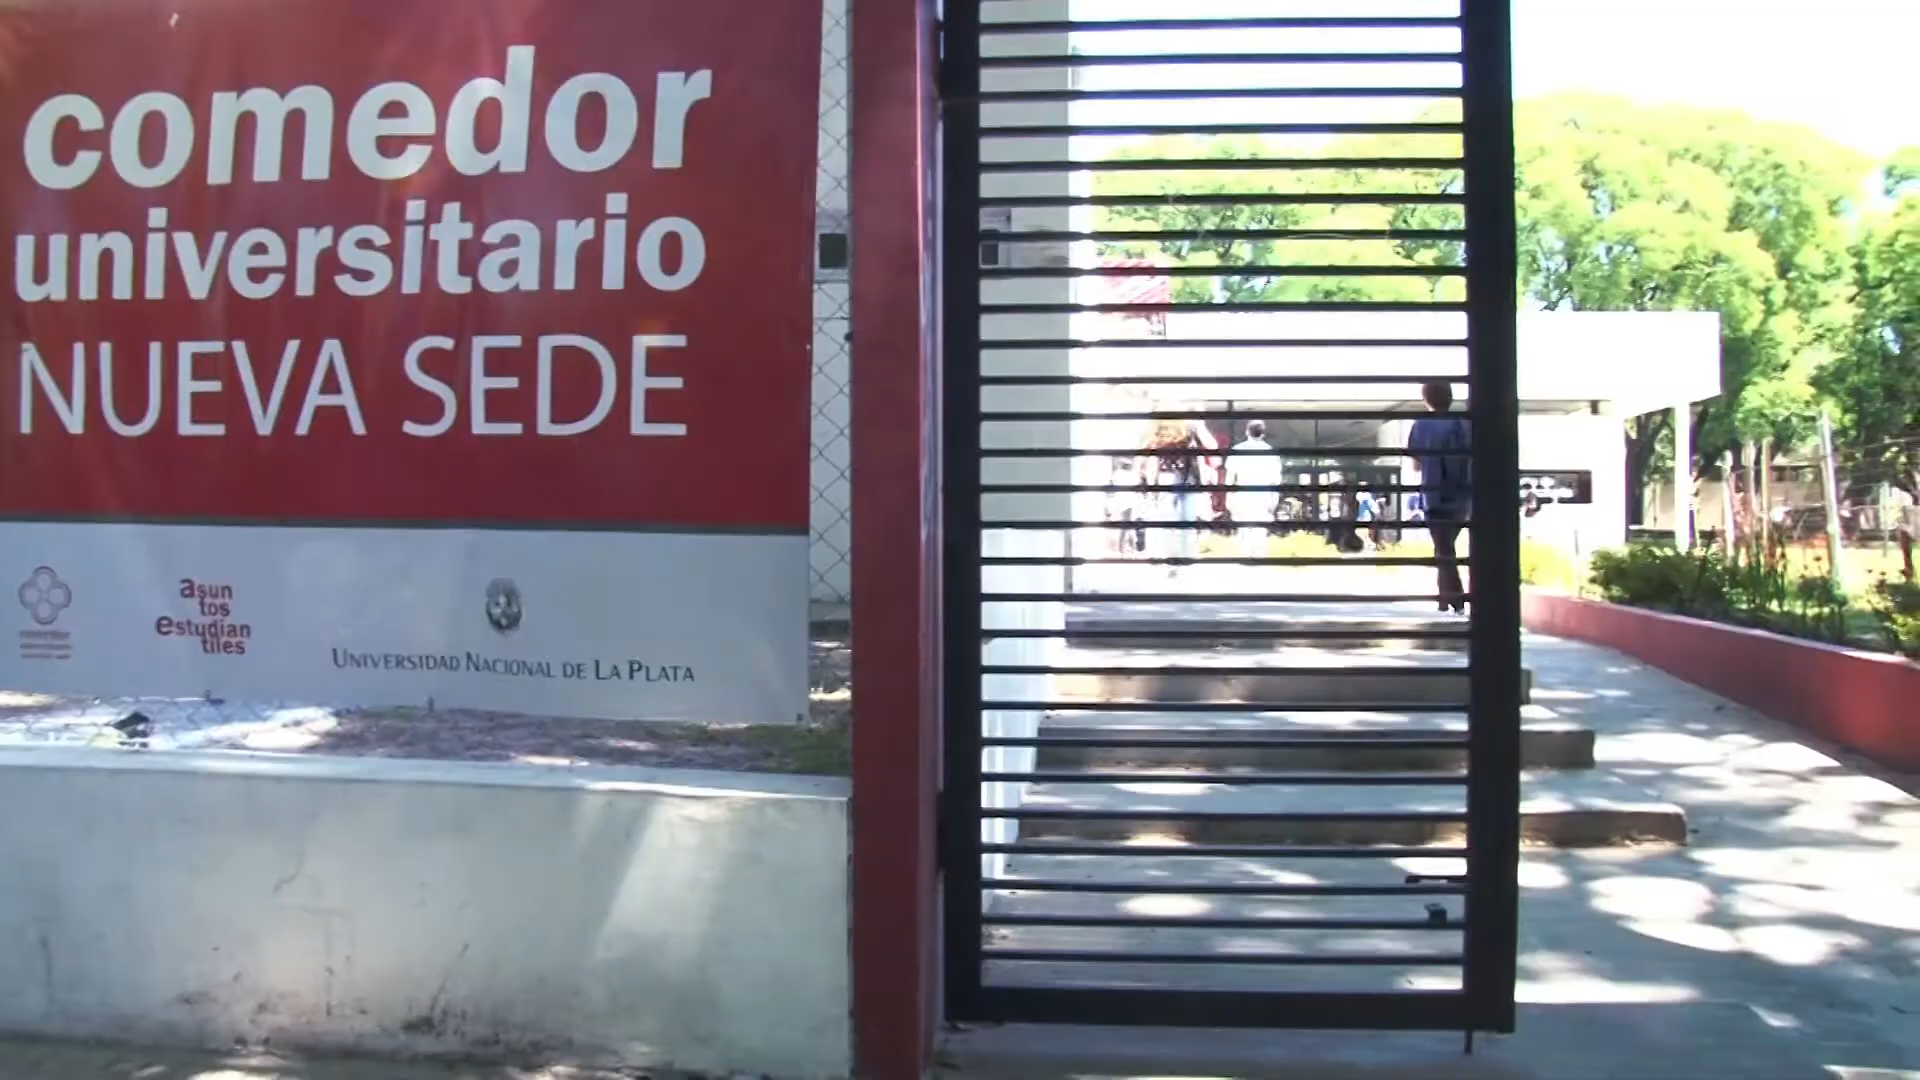 comedor
universitario
NUEVA SEDE
asun
tos
estudian
tiles
UNIVERSIDAD NACIONAL DE LA PLATA